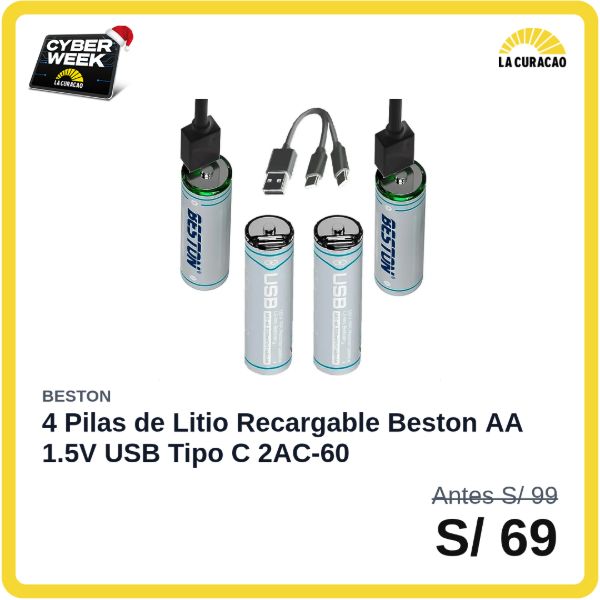 CYBER
WEEK
LA CURACAO
LA CURACAO
BESTON
BESTON
USB
USB
BESTON
4 Pilas de Litio Recargable Beston AA
1.5V USB Tipo C 2AC-60
Antes S/ 99
S/ 69